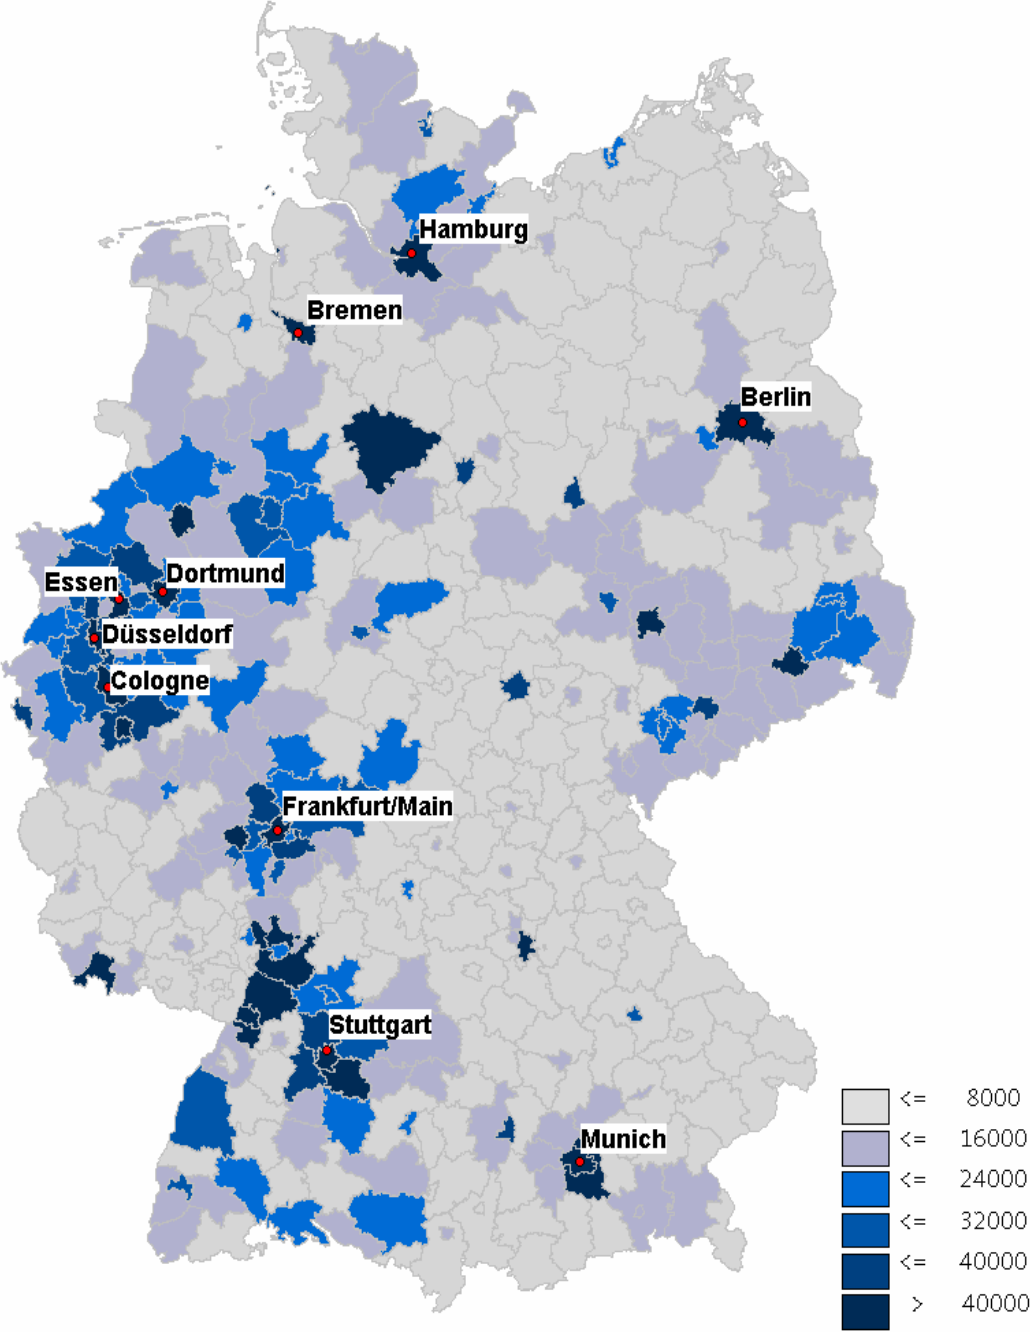 Hamburg
Bremen
Berlin
Dortmund
Essen
Düsseldorf
Cologne
Frankfurt/Main
Stuttgart
Munich
<= 8000
<= 16000
<= 24000
<= 32000
<= 40000
> 40000